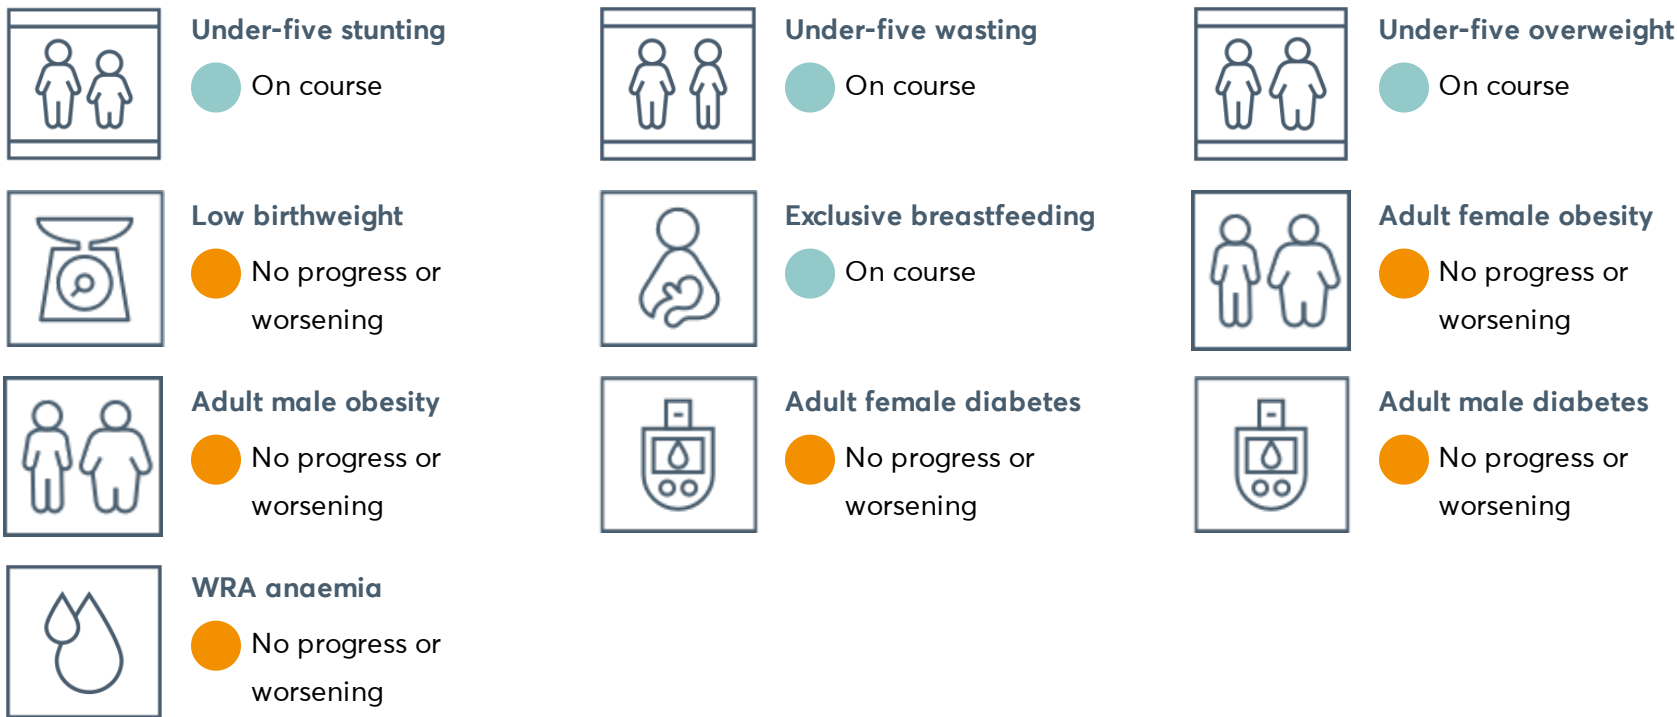 Under-five stunting
On course
Under-five wasting
On course
Under-five overweight
On course
Low birthweight
No progress or
worsening
Exclusive breastfeeding
On course
Adult female obesity
No progress or
worsening
Adult male obesity
No progress or
worsening
Adult female diabetes
No progress or
worsening
Adult male diabetes
No progress or
worsening
WRA anaemia
No progress or
worsening